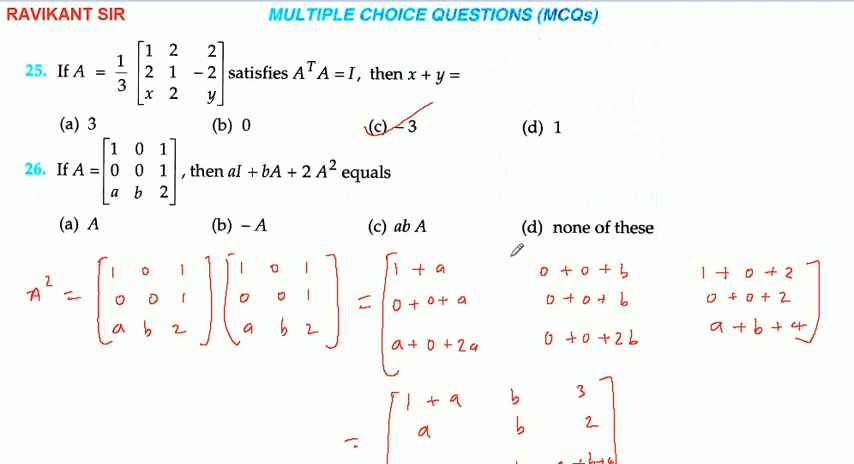 RAVIKANT SIR MULTIPLE CHOICE QUESTIONS (MCQs)
25. If A = 1/3 [1 2 2; 2 1 -2; x 2 y] satisfies A^T A = I, then x + y =
(a) 3 (b) 0 (c) -3 (d) 1
26. If A = [1 0 1; 0 0 1; a b 2], then aI + bA + 2 A² equals
(a) A (b) - A (c) ab A (d) none of these
A² = [1 0 1; 0 0 1; a b 2] [1 0 1; 0 0 1; a b 2] = [1 + a 0 + 0 + b 1 + 0 + 2; 0 + 0 + a 0 + 0 + b 0 + 0 + 2; a + 0 + 2a 0 + 0 + 2b a + b + 4]
= [1 + a b 3; a b 2;